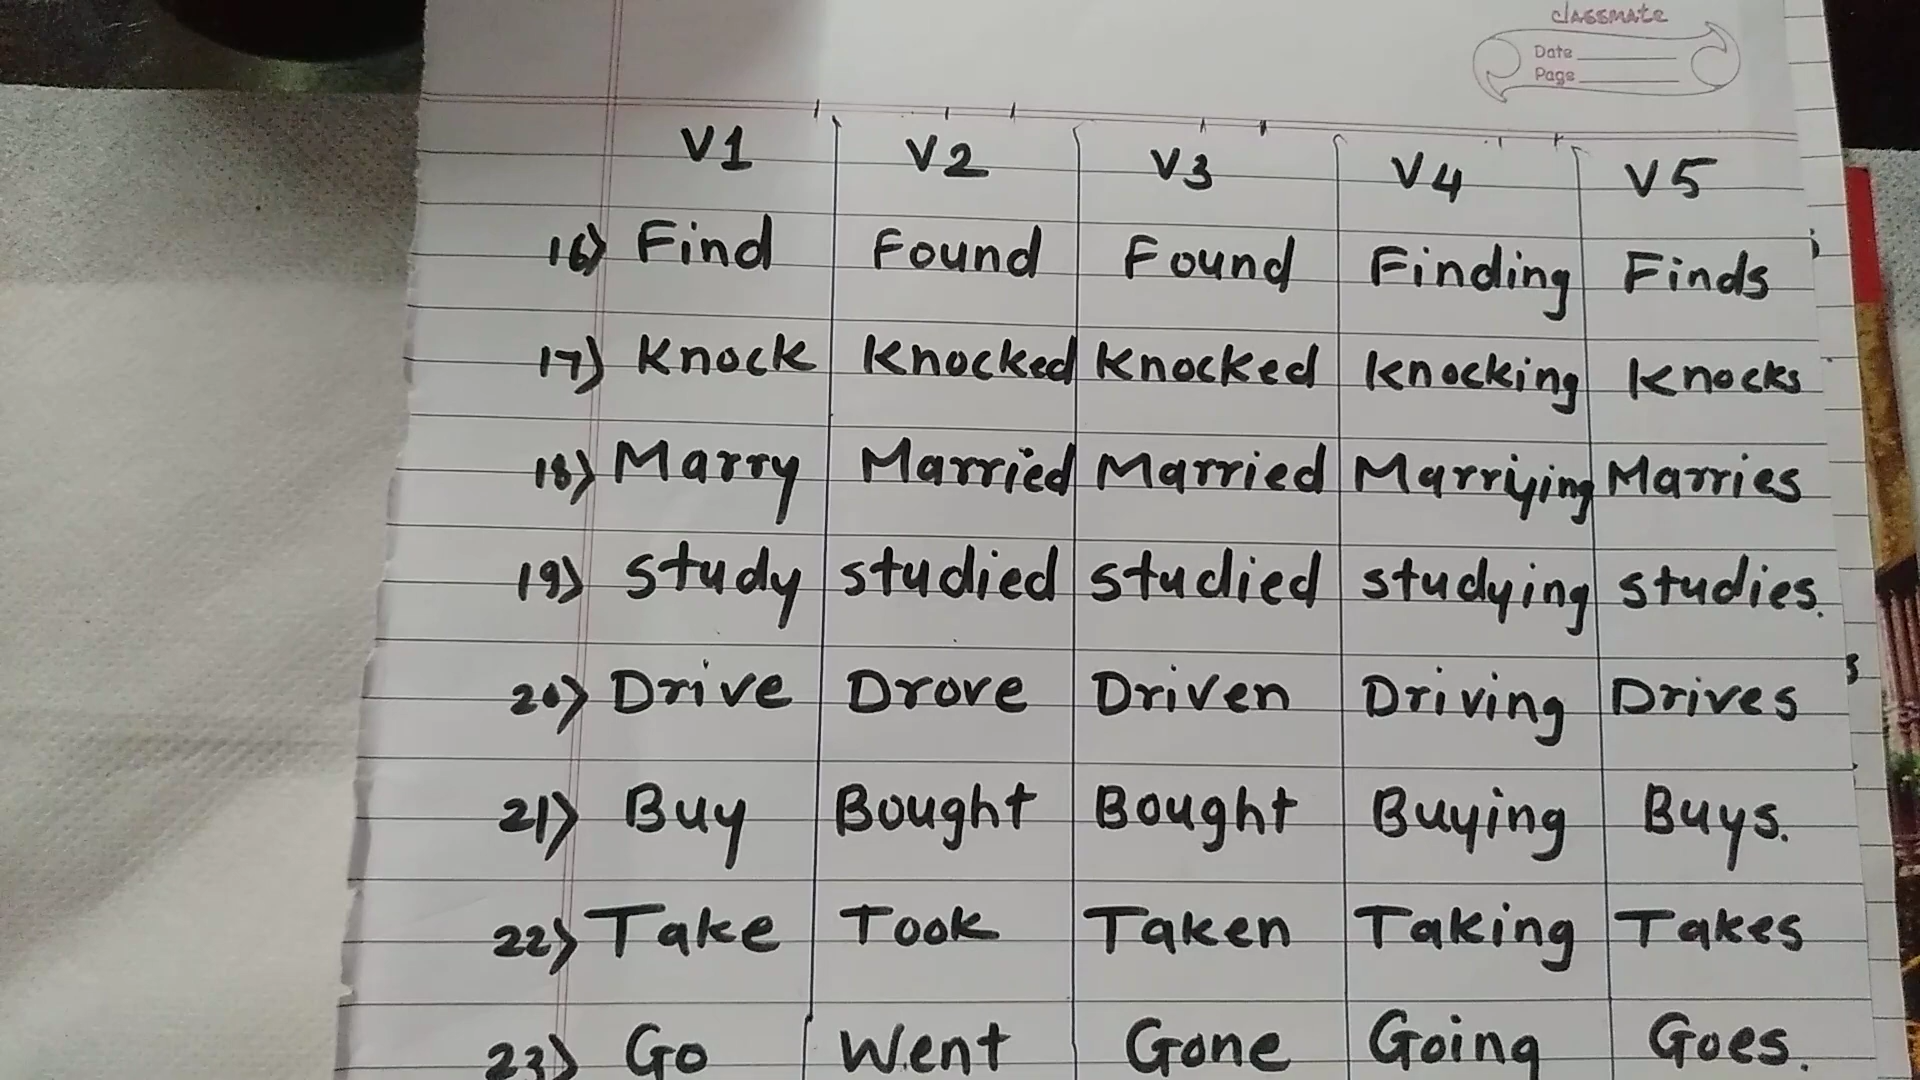 classmate
Date
Page
V1 V2 V3 V4 V5
16) Find Found Found Finding Finds
17) Knock Knocked Knocked Knocking Knocks
18) Marry Married Married Marriying Marries
19) Study Studied Studied Studying Studies.
20) Drive Drove Driven Driving Drives
21) Buy Bought Bought Buying Buys.
22) Take Took Taken Taking Takes
23) Go Went Gone Going Goes.